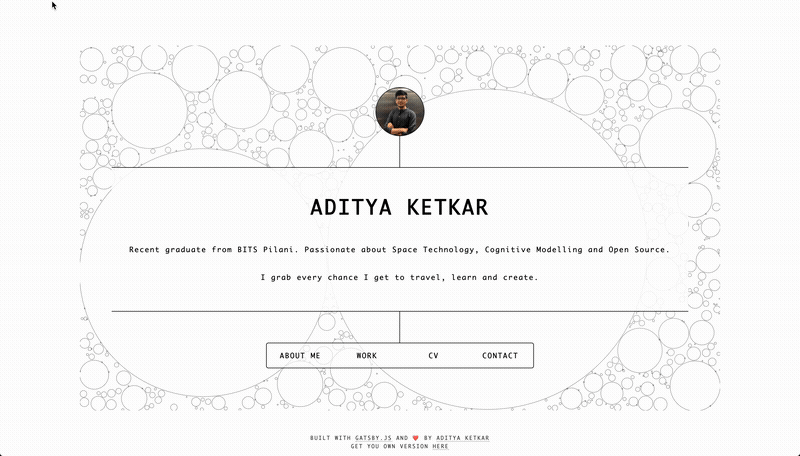 ADITYA KETKAR
Recent graduate from BITS Pilani. Passionate about Space Technology, Cognitive Modelling and Open Source.
I grab every chance I get to travel, learn and create.
ABOUT ME WORK CV CONTACT
BUILT WITH GATSBY.JS AND ❤️ BY ADITYA KETKAR
GET YOU OWN VERSION HERE